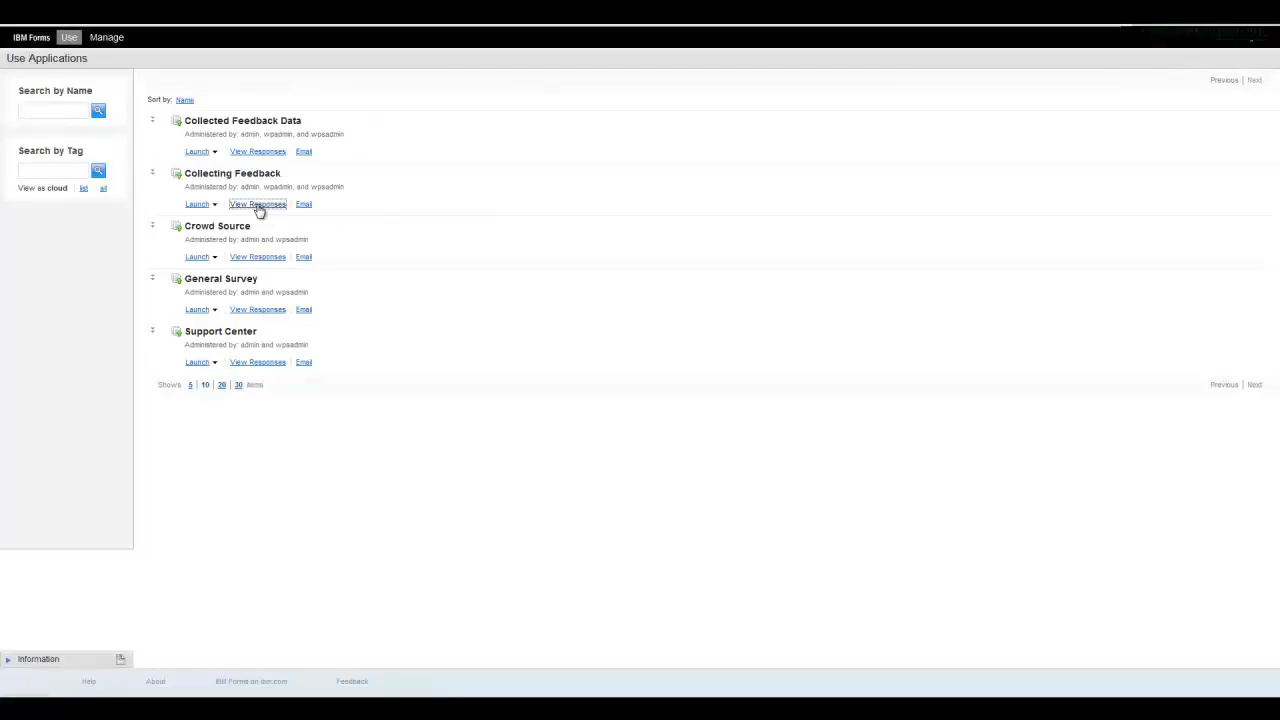 IBM Forms Use Manage
Use Applications
Search by Name
Search by Tag
View as cloud | list all
Previous | Next
Sort by: Name
Collected Feedback Data
Administered by: admin, wpadmin, and wpsadmin
Launch | View Responses | Email
Collecting Feedback
Administered by: admin, wpadmin, and wpsadmin
Launch | View Responses | Email
Crowd Source
Administered by: admin and wpsadmin
Launch | View Responses | Email
General Survey
Administered by: admin and wpsadmin
Launch | View Responses | Email
Support Center
Administered by: admin and wpsadmin
Launch | View Responses | Email
Shows 5 | 10 | 20 | 30 items
Previous | Next
Information
Help About IBM Forms on ibm.com Feedback